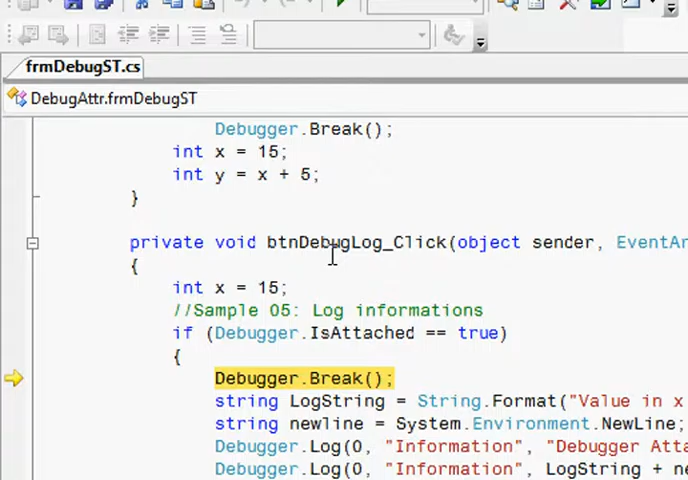 frmDebugST.cs
DebugAttr.frmDebugST
Debugger.Break();
int x = 15;
int y = x + 5;
}
private void btnDebugLog_Click(object sender, EventAr
{
int x = 15;
//Sample 05: Log informations
if (Debugger.IsAttached == true)
{
Debugger.Break();
string LogString = String.Format("Value in x
string newline = System.Environment.NewLine;
Debugger.Log(0, "Information", "Debugger Atta
Debugger.Log(0, "Information", LogString + ne